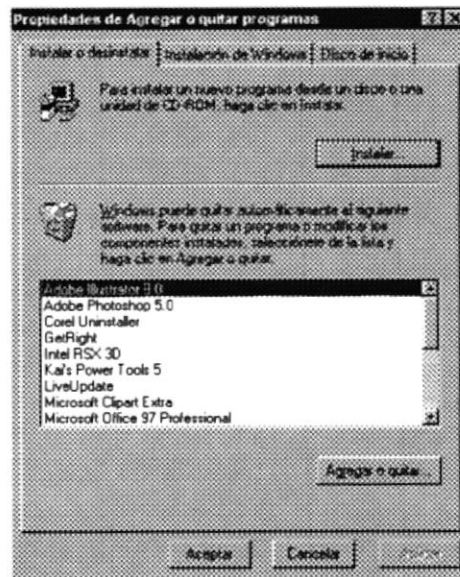 Propiedades de Agregar o quitar programas
Instalar o desinstalar
Instalación de Windows
Disco de inicio
Para instalar un nuevo programa desde un disco o una
unidad de CD-ROM, haga clic en Instalar.
Instalar...
Windows puede quitar automáticamente el siguiente
software. Para quitar un programa o modificar los
componentes instalados, selecciónelo de la lista y
haga clic en Agregar o quitar.
Adobe Illustrator 8.0
Adobe Photoshop 5.0
Corel Uninstaller
GetRight
Intel RSX 3D
Kai's Power Tools 5
LiveUpdate
Microsoft Clipart Extra
Microsoft Office 97 Professional
Agregar o quitar...
Aceptar
Cancelar
Aplicar